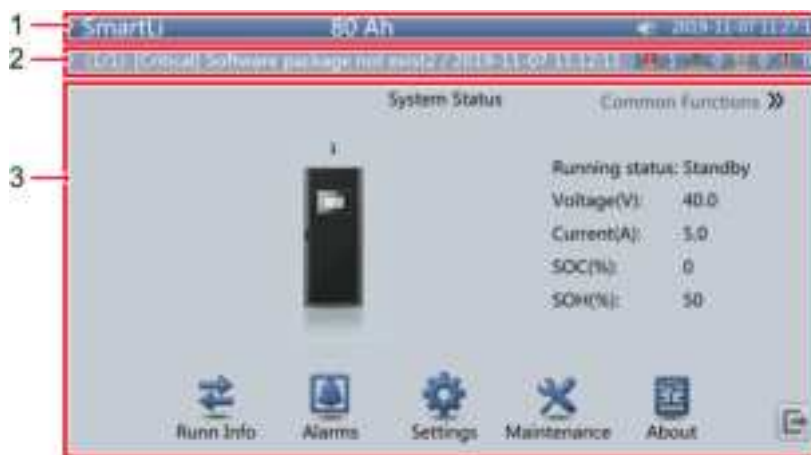 1
SmartLi 80 Ah 2019-11-07 11:27:1
2
[Critical] Software package not exist
3
System Status Common Functions »
1
Running status: Standby
Voltage(V): 40.0
Current(A): 5.0
SOC(%): 0
SOH(%): 50
Runn Info Alarms Settings Maintenance About